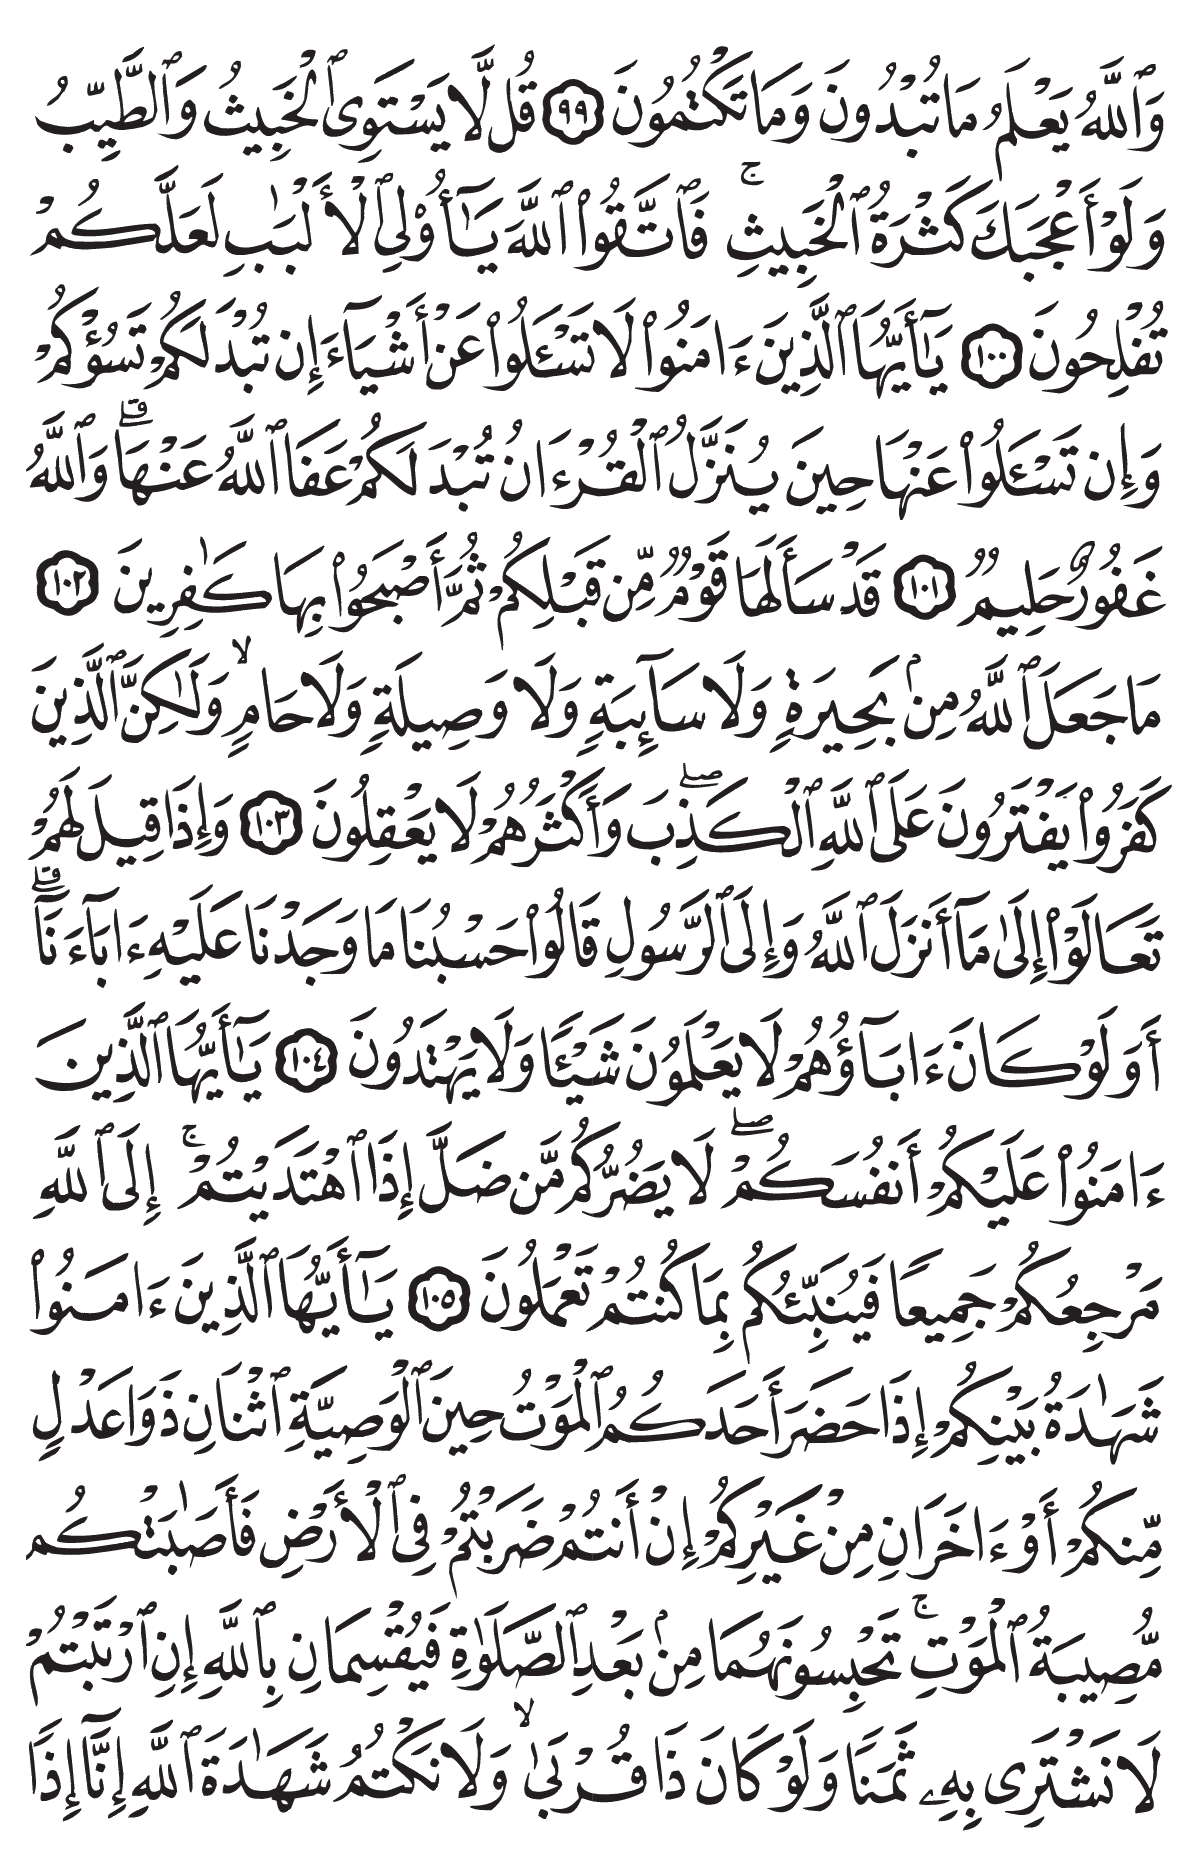 وَٱللَّهُ يَعْلَمُ مَا تُبْدُونَ وَمَا تَكْتُمُونَ ٩٩ قُل لَّا يَسْتَوِى ٱلْخَبِيثُ وَٱلطَّيِّبُ
وَلَوْ أَعْجَبَكَ كَثْرَةُ ٱلْخَبِيثِ ۚ فَٱتَّقُوا۟ ٱللَّهَ يَـٰٓأُو۟لِى ٱلْأَلْبَـٰبِ لَعَلَّكُمْ
تُفْلِحُونَ ١٠٠ يَـٰٓأَيُّهَا ٱلَّذِينَ ءَامَنُوا۟ لَا تَسْـَٔلُوا۟ عَنْ أَشْيَآءَ إِن تُبْدَ لَكُمْ تَسُؤْكُمْ
وَإِن تَسْـَٔلُوا۟ عَنْهَا حِينَ يُنَزَّلُ ٱلْقُرْءَانُ تُبْدَ لَكُمْ عَفَا ٱللَّهُ عَنْهَا ۗ وَٱللَّهُ
غَفُورٌ حَلِيمٌ ١٠١ قَدْ سَأَلَهَا قَوْمٌ مِّن قَبْلِكُمْ ثُمَّ أَصْبَحُوا۟ بِهَا كَـٰفِرِينَ ١٠٢
مَا جَعَلَ ٱللَّهُ مِنۢ بَحِيرَةٍ وَلَا سَآئِبَةٍ وَلَا وَصِيلَةٍ وَلَا حَامٍ ۙ وَلَـٰكِنَّ ٱلَّذِينَ
كَفَرُوا۟ يَفْتَرُونَ عَلَى ٱللَّهِ ٱلْكَذِبَ ۖ وَأَكْثَرُهُمْ لَا يَعْقِلُونَ ١٠٣ وَإِذَا قِيلَ لَهُمْ
تَعَالَوْا۟ إِلَىٰ مَآ أَنزَلَ ٱللَّهُ وَإِلَى ٱلرَّسُولِ قَالُوا۟ حَسْبُنَا مَا وَجَدْنَا عَلَيْهِ ءَابَآءَنَآ ۗ
أَوَلَوْ كَانَ ءَابَآؤُهُمْ لَا يَعْلَمُونَ شَيْـًٔا وَلَا يَهْتَدُونَ ١٠٤ يَـٰٓأَيُّهَا ٱلَّذِينَ
ءَامَنُوا۟ عَلَيْكُمْ أَنفُسَكُمْ ۖ لَا يَضُرُّكُم مَّن ضَلَّ إِذَا ٱهْتَدَيْتُمْ ۚ إِلَى ٱللَّهِ
مَرْجِعُكُمْ جَمِيعًا فَيُنَبِّئُكُم بِمَا كُنتُمْ تَعْمَلُونَ ١٠٥ يَـٰٓأَيُّهَا ٱلَّذِينَ ءَامَنُوا۟
شَهَـٰدَةُ بَيْنِكُمْ إِذَا حَضَرَ أَحَدَكُمُ ٱلْمَوْتُ حِينَ ٱلْوَصِيَّةِ ٱثْنَانِ ذَوَا عَدْلٍ
مِّنكُمْ أَوْ ءَاخَرَانِ مِنْ غَيْرِكُمْ إِنْ أَنتُمْ ضَرَبْتُمْ فِى ٱلْأَرْضِ فَأَصَـٰبَتْكُم
مُّصِيبَةُ ٱلْمَوْتِ ۚ تَحْبِسُونَهُمَا مِنۢ بَعْدِ ٱلصَّلَوٰةِ فَيُقْسِمَانِ بِٱللَّهِ إِنِ ٱرْتَبْتُمْ
لَا نَشْتَرِى بِهِۦ ثَمَنًا وَلَوْ كَانَ ذَا قُرْبَىٰ ۙ وَلَا نَكْتُمُ شَهَـٰدَةَ ٱللَّهِ إِنَّآ إِذًا